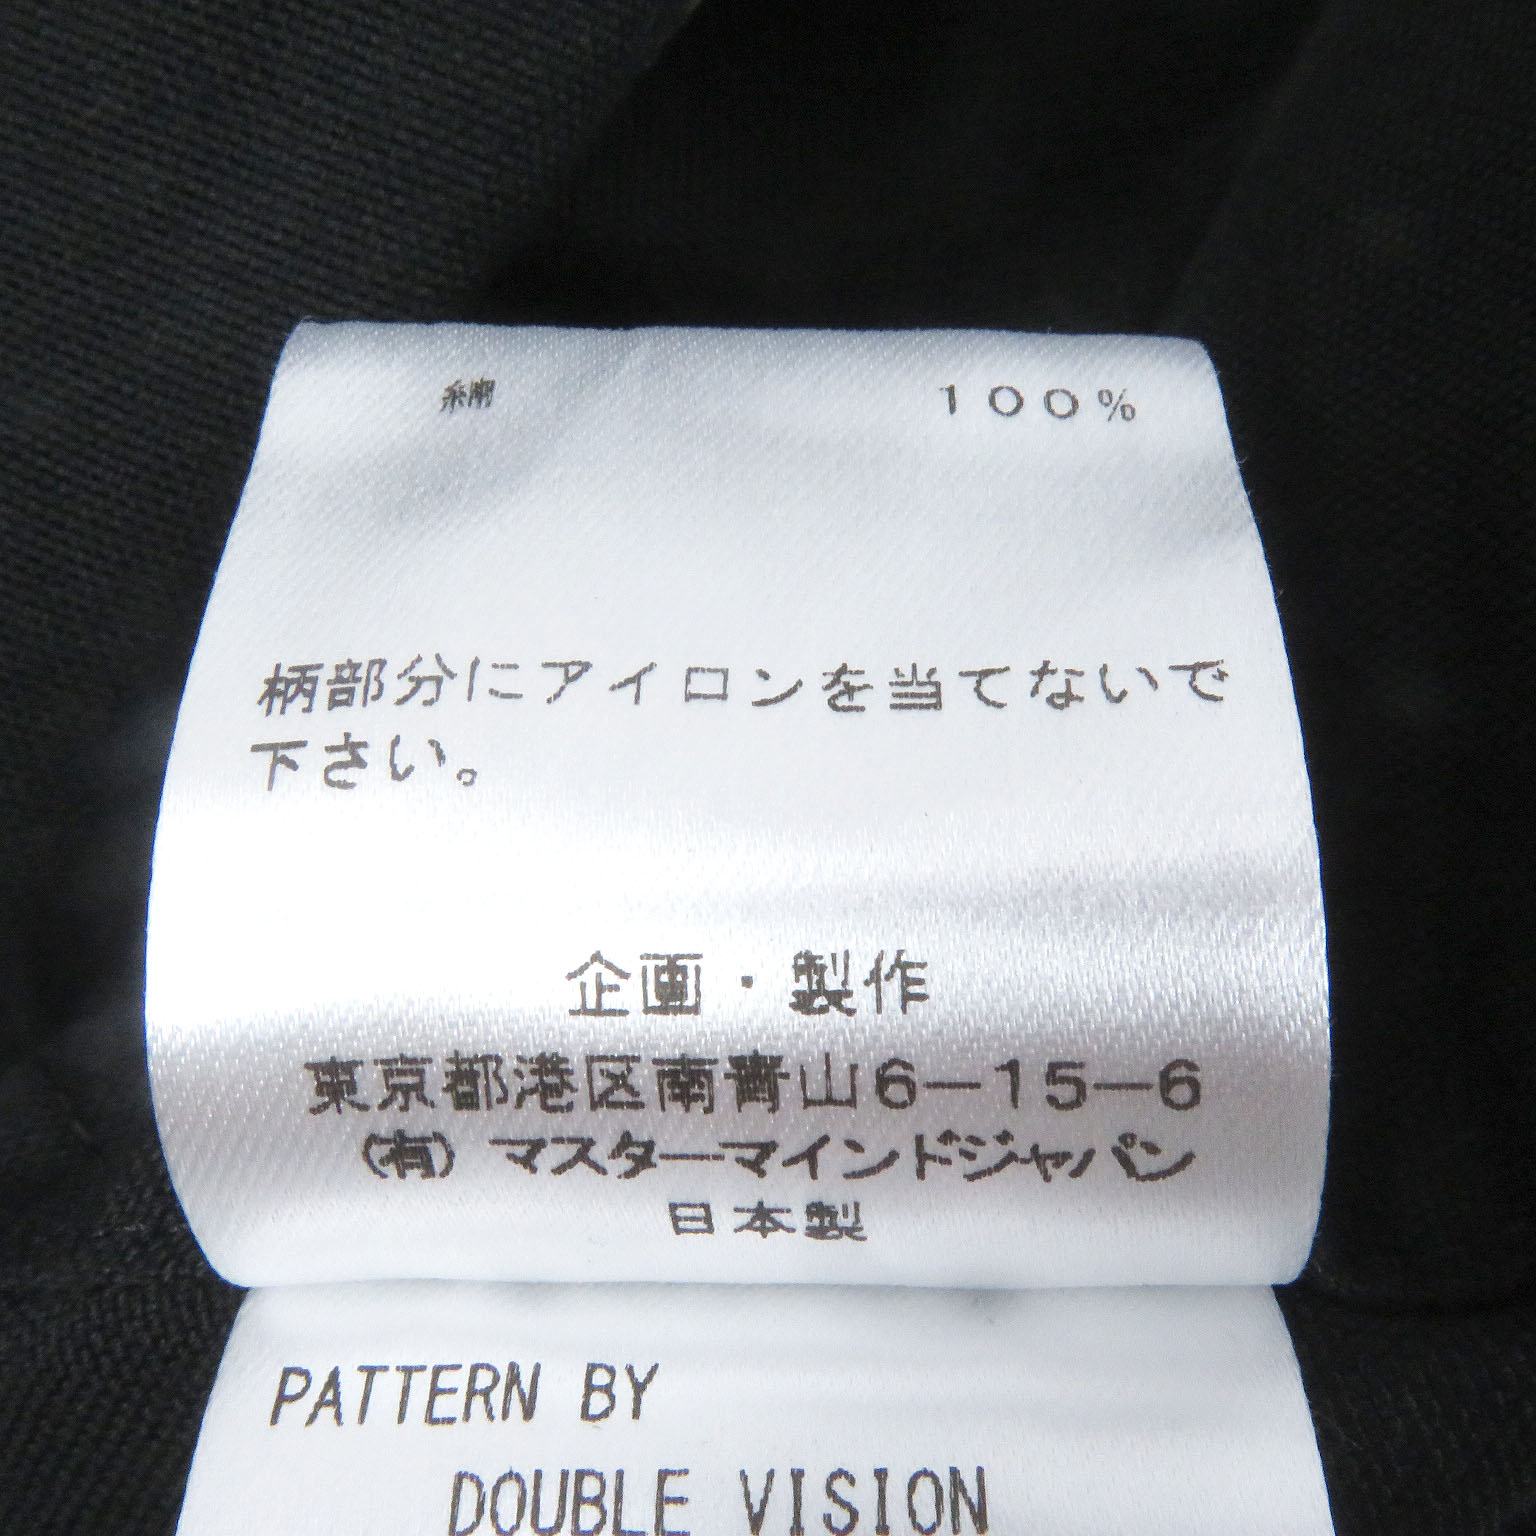 綿 100%
柄部分にアイロンを当てないで
下さい。
企画・製作
東京都港区南青山6-15-6
(有)マスターマインドジャパン
日本製
PATTERN BY
DOUBLE VISION